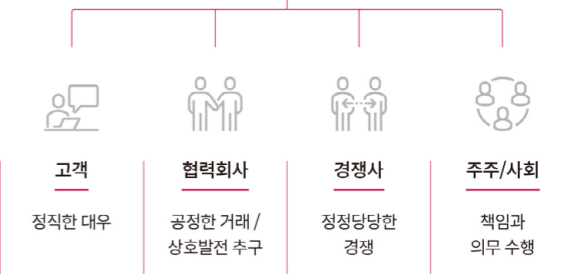 고객
정직한 대우
협력회사
공정한 거래 /
상호발전 추구
경쟁사
정정당당한
경쟁
주주/사회
책임과
의무 수행